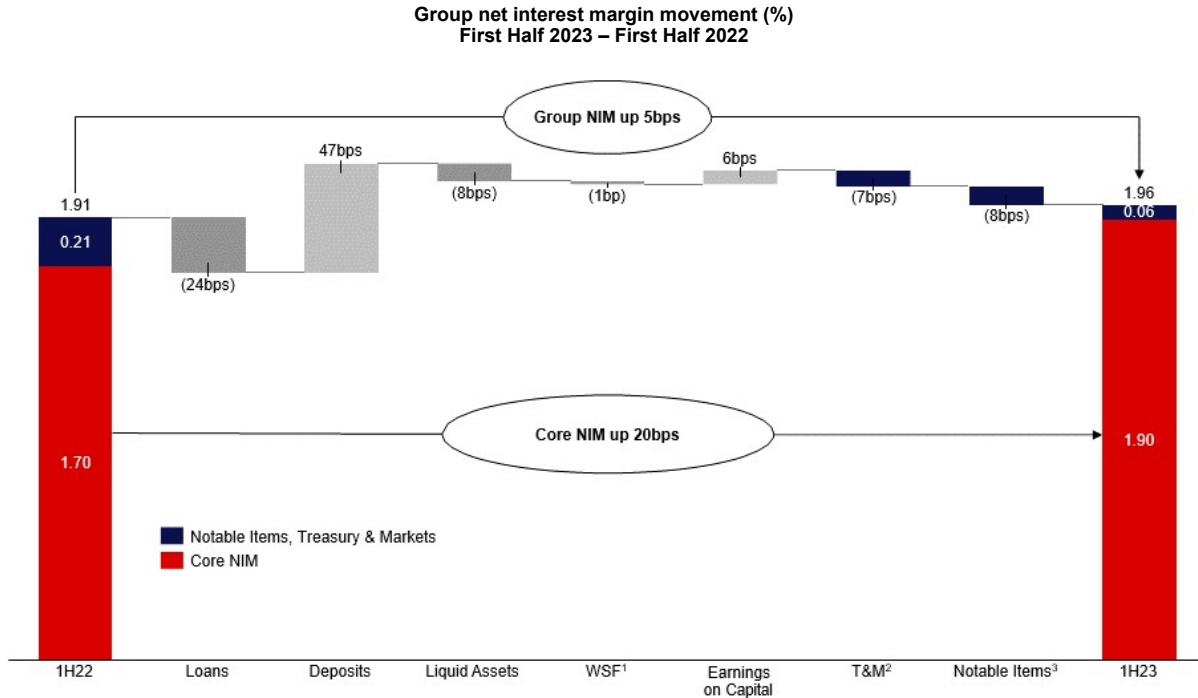 Group net interest margin movement (%)
First Half 2023 – First Half 2022
Group NIM up 5bps
47bps
6bps
(8bps)
(1bp)
(7bps)
(8bps)
1.91
1.96
0.21
0.06
(24bps)
Core NIM up 20bps
1.70
1.90
Notable Items, Treasury & Markets
Core NIM
1H22
Loans
Deposits
Liquid Assets
WSF¹
Earnings
on Capital
T&M²
Notable Items³
1H23